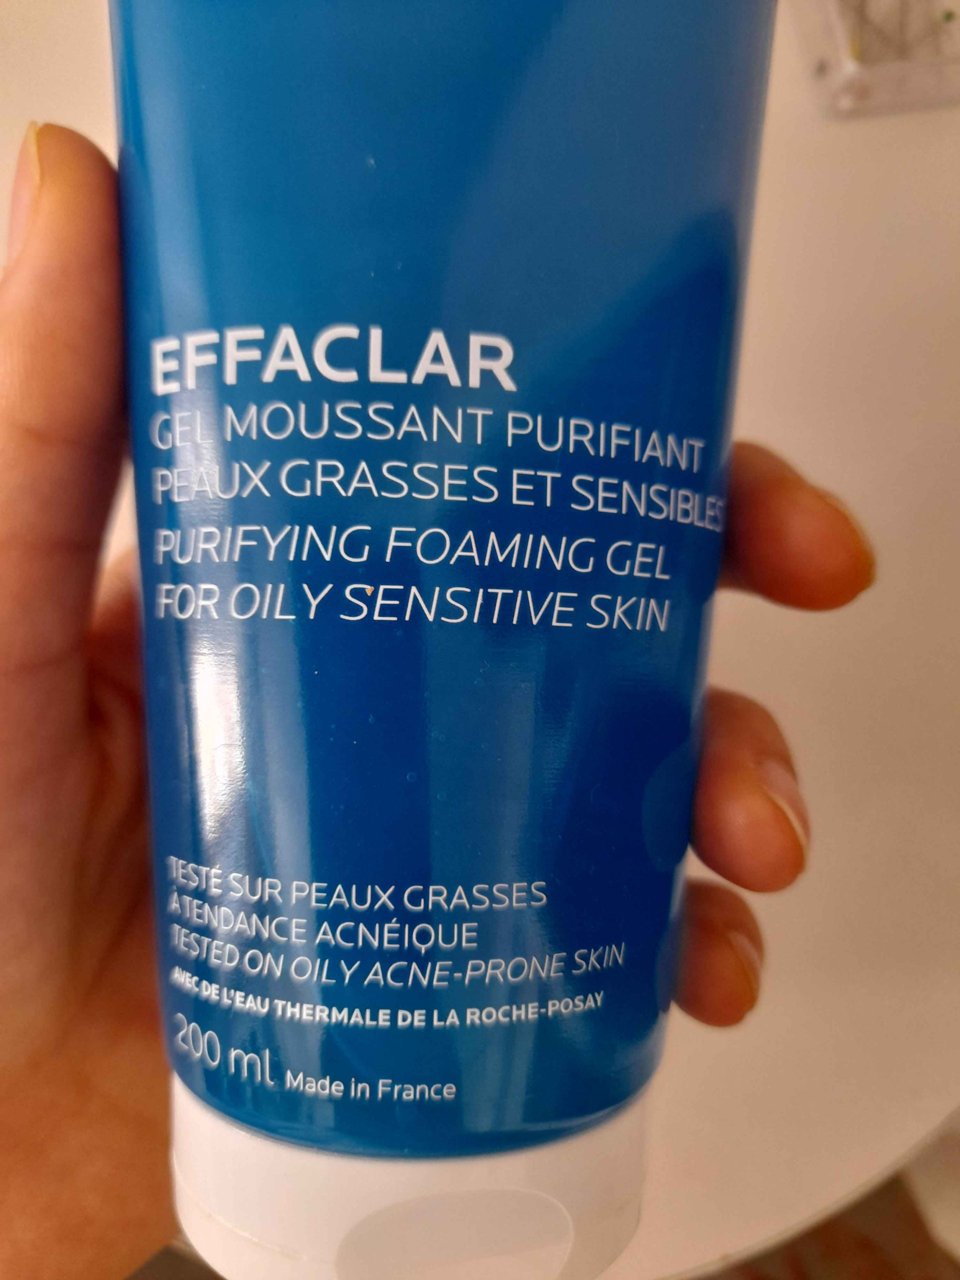 EFFACLAR
GEL MOUSSANT PURIFIANT
PEAUX GRASSES ET SENSIBLES
PURIFYING FOAMING GEL
FOR OILY SENSITIVE SKIN
TESTÉ SUR PEAUX GRASSES
À TENDANCE ACNÉIQUE
TESTED ON OILY ACNE-PRONE SKIN
AVEC DE L'EAU THERMALE DE LA ROCHE-POSAY
200 ml Made in France